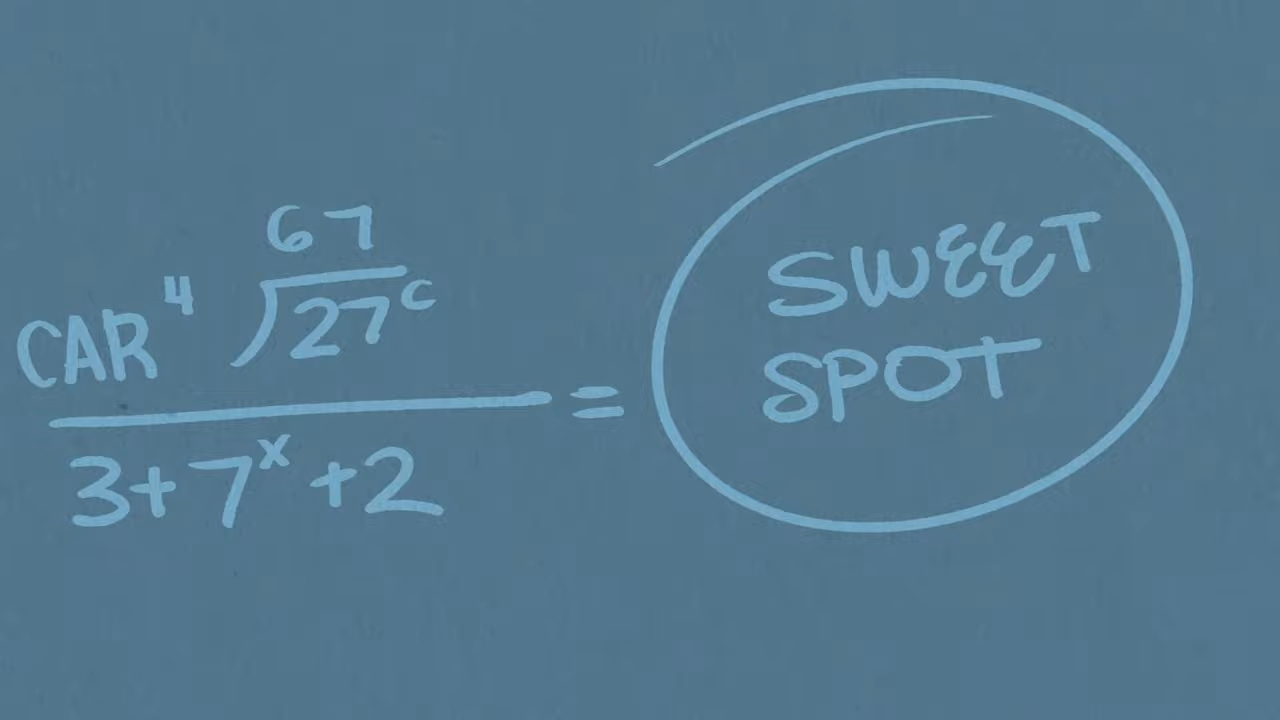 67
CAR⁴ √27ᶜ
3+7ˣ+2
=
SWEET
SPOT